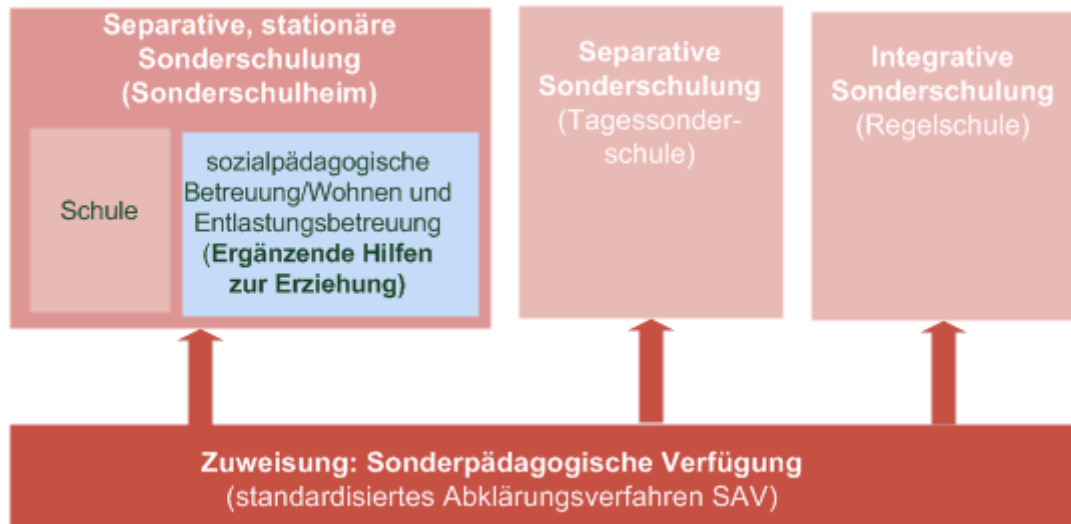 Separative, stationäre
Sonderschulung
(Sonderschulheim)
Schule
sozialpädagogische
Betreuung/Wohnen und
Entlastungsbetreuung
(Ergänzende Hilfen
zur Erziehung)
Separative
Sonderschulung
(Tagessonder-
schule)
Integrative
Sonderschulung
(Regelschule)
Zuweisung: Sonderpädagogische Verfügung
(standardisiertes Abklärungsverfahren SAV)